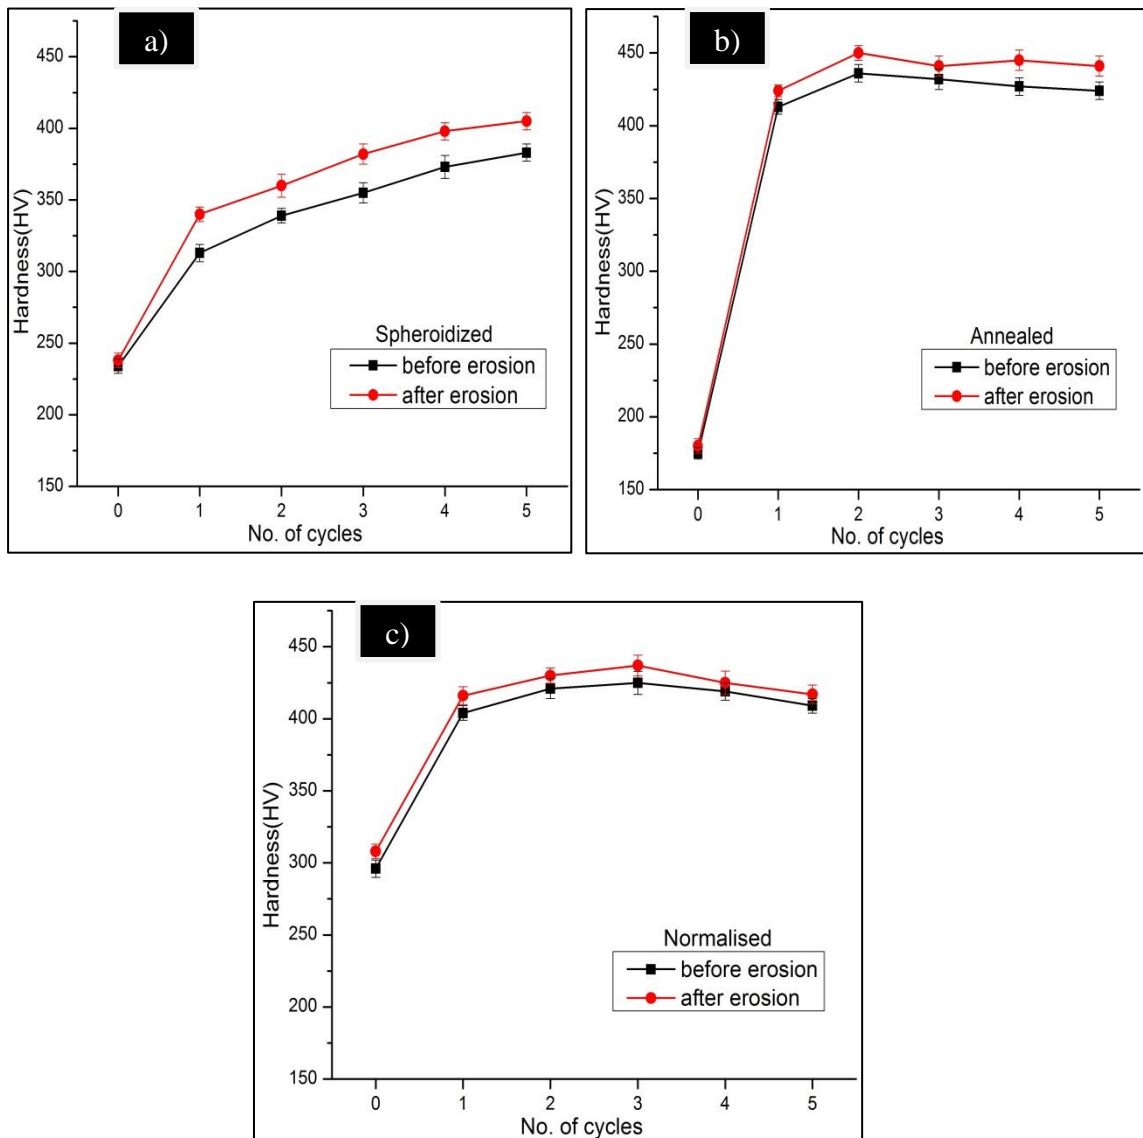 a)
450
400
350
300
250
200
150
Hardness(HV)
Spheroidized
before erosion
after erosion
0 1 2 3 4 5
No. of cycles
b)
450
400
350
300
250
200
150
Hardness(HV)
Annealed
before erosion
after erosion
0 1 2 3 4 5
No. of cycles
c)
450
400
350
300
250
200
150
Hardness(HV)
Normalised
before erosion
after erosion
0 1 2 3 4 5
No. of cycles